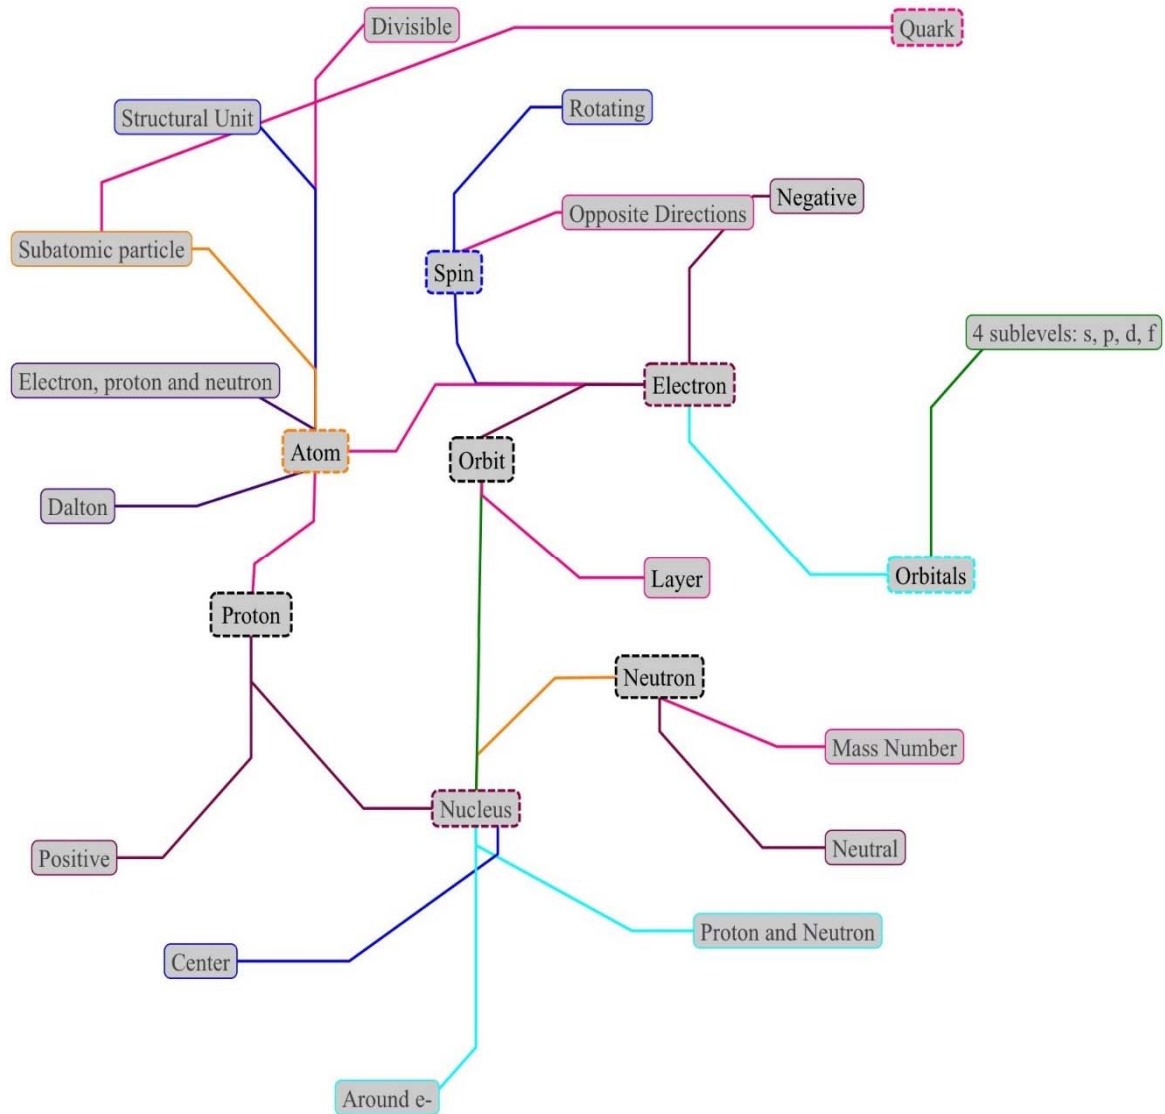 Divisible
Quark
Structural Unit
Rotating
Negative
Opposite Directions
Subatomic particle
Spin
4 sublevels: s, p, d, f
Electron, proton and neutron
Electron
Atom
Orbit
Dalton
Layer
Orbitals
Proton
Neutron
Mass Number
Nucleus
Positive
Neutral
Proton and Neutron
Center
Around e-